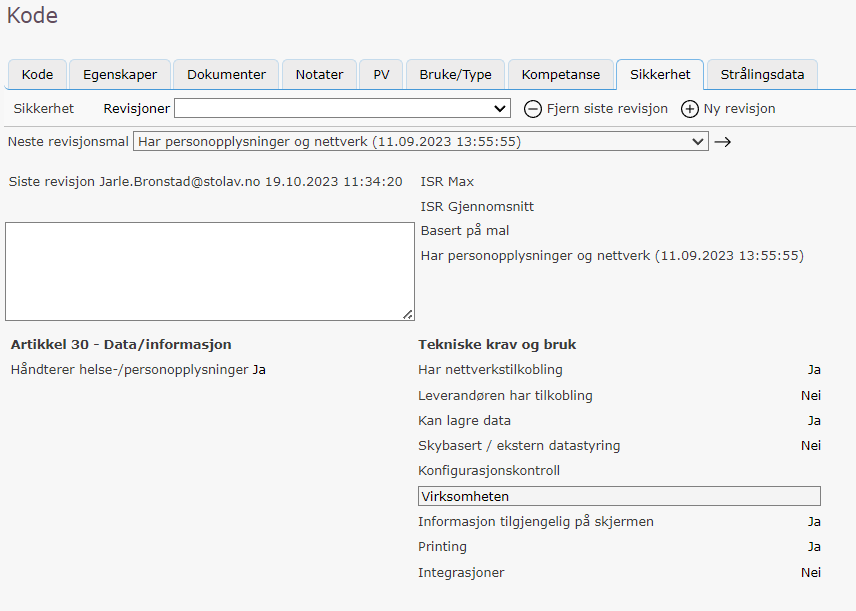 Kode
Kode Egenskaper Dokumenter Notater PV Bruke/Type Kompetanse Sikkerhet Strålingsdata
Sikkerhet Revisjoner Fjern siste revisjon Ny revisjon
Neste revisjonsmal Har personopplysninger og nettverk (11.09.2023 13:55:55)
Siste revisjon Jarle.Bronstad@stolav.no 19.10.2023 11:34:20 ISR Max
ISR Gjennomsnitt
Basert på mal
Har personopplysninger og nettverk (11.09.2023 13:55:55)
Artikkel 30 - Data/informasjon
Håndterer helse-/personopplysninger Ja
Tekniske krav og bruk
Har nettverkstilkobling Ja
Leverandøren har tilkobling Nei
Kan lagre data Ja
Skybasert / ekstern datastyring Nei
Konfigurasjonskontroll
Virksomheten
Informasjon tilgjengelig på skjermen Ja
Printing Ja
Integrasjoner Nei